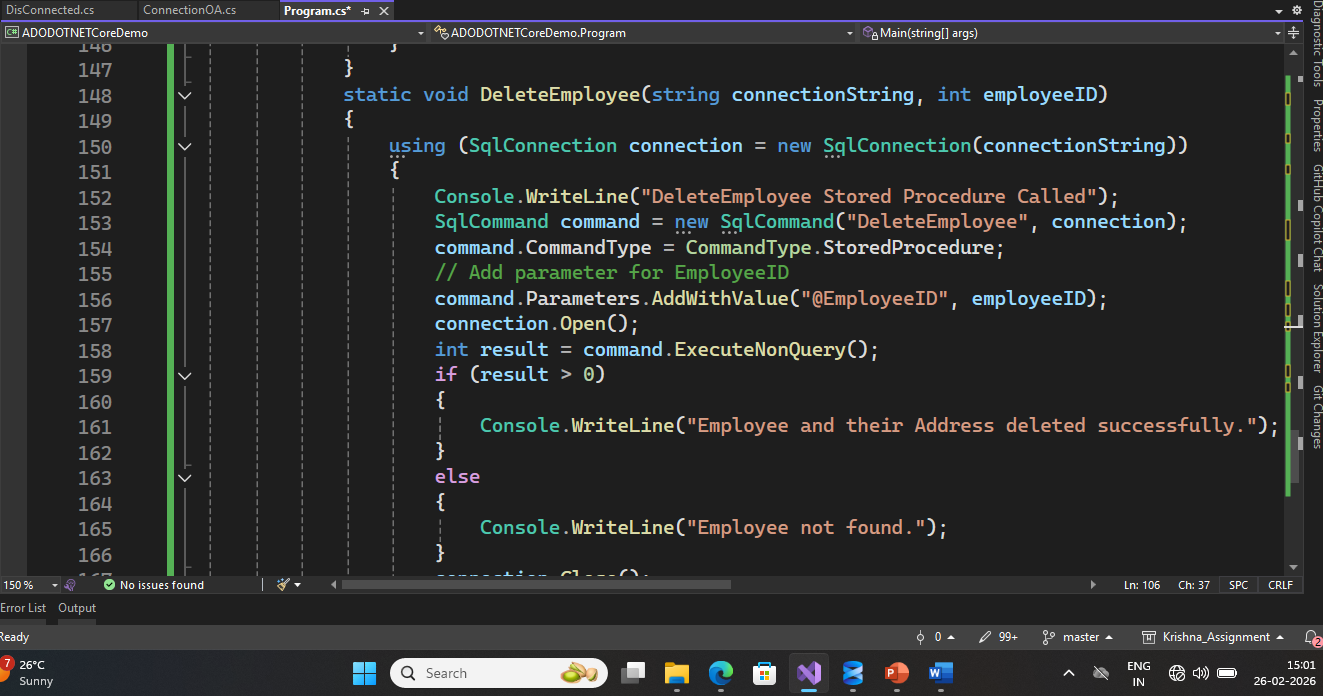 DisConnected.cs ConnectionOA.cs Program.cs*
C# ADODOTNETCoreDemo ADODOTNETCoreDemo.Program Main(string[] args)
146 }
147 }
148 static void DeleteEmployee(string connectionString, int employeeID)
149 {
150 using (SqlConnection connection = new SqlConnection(connectionString))
151 {
152 Console.WriteLine("DeleteEmployee Stored Procedure Called");
153 SqlCommand command = new SqlCommand("DeleteEmployee", connection);
154 command.CommandType = CommandType.StoredProcedure;
155 // Add parameter for EmployeeID
156 command.Parameters.AddWithValue("@EmployeeID", employeeID);
157 connection.Open();
158 int result = command.ExecuteNonQuery();
159 if (result > 0)
160 {
161 Console.WriteLine("Employee and their Address deleted successfully.");
162 }
163 else
164 {
165 Console.WriteLine("Employee not found.");
166 }
167 connection.Close();
Diagnostic Tools
Properties
GitHub Copilot Chat
Solution Explorer
Git Changes
150 % No issues found Ln: 106 Ch: 37 SPC CRLF
Error List Output
Ready 0 99+ master Krishna_Assignment 2
7 26°C
Sunny
Search
ENG
IN
15:01
26-02-2026